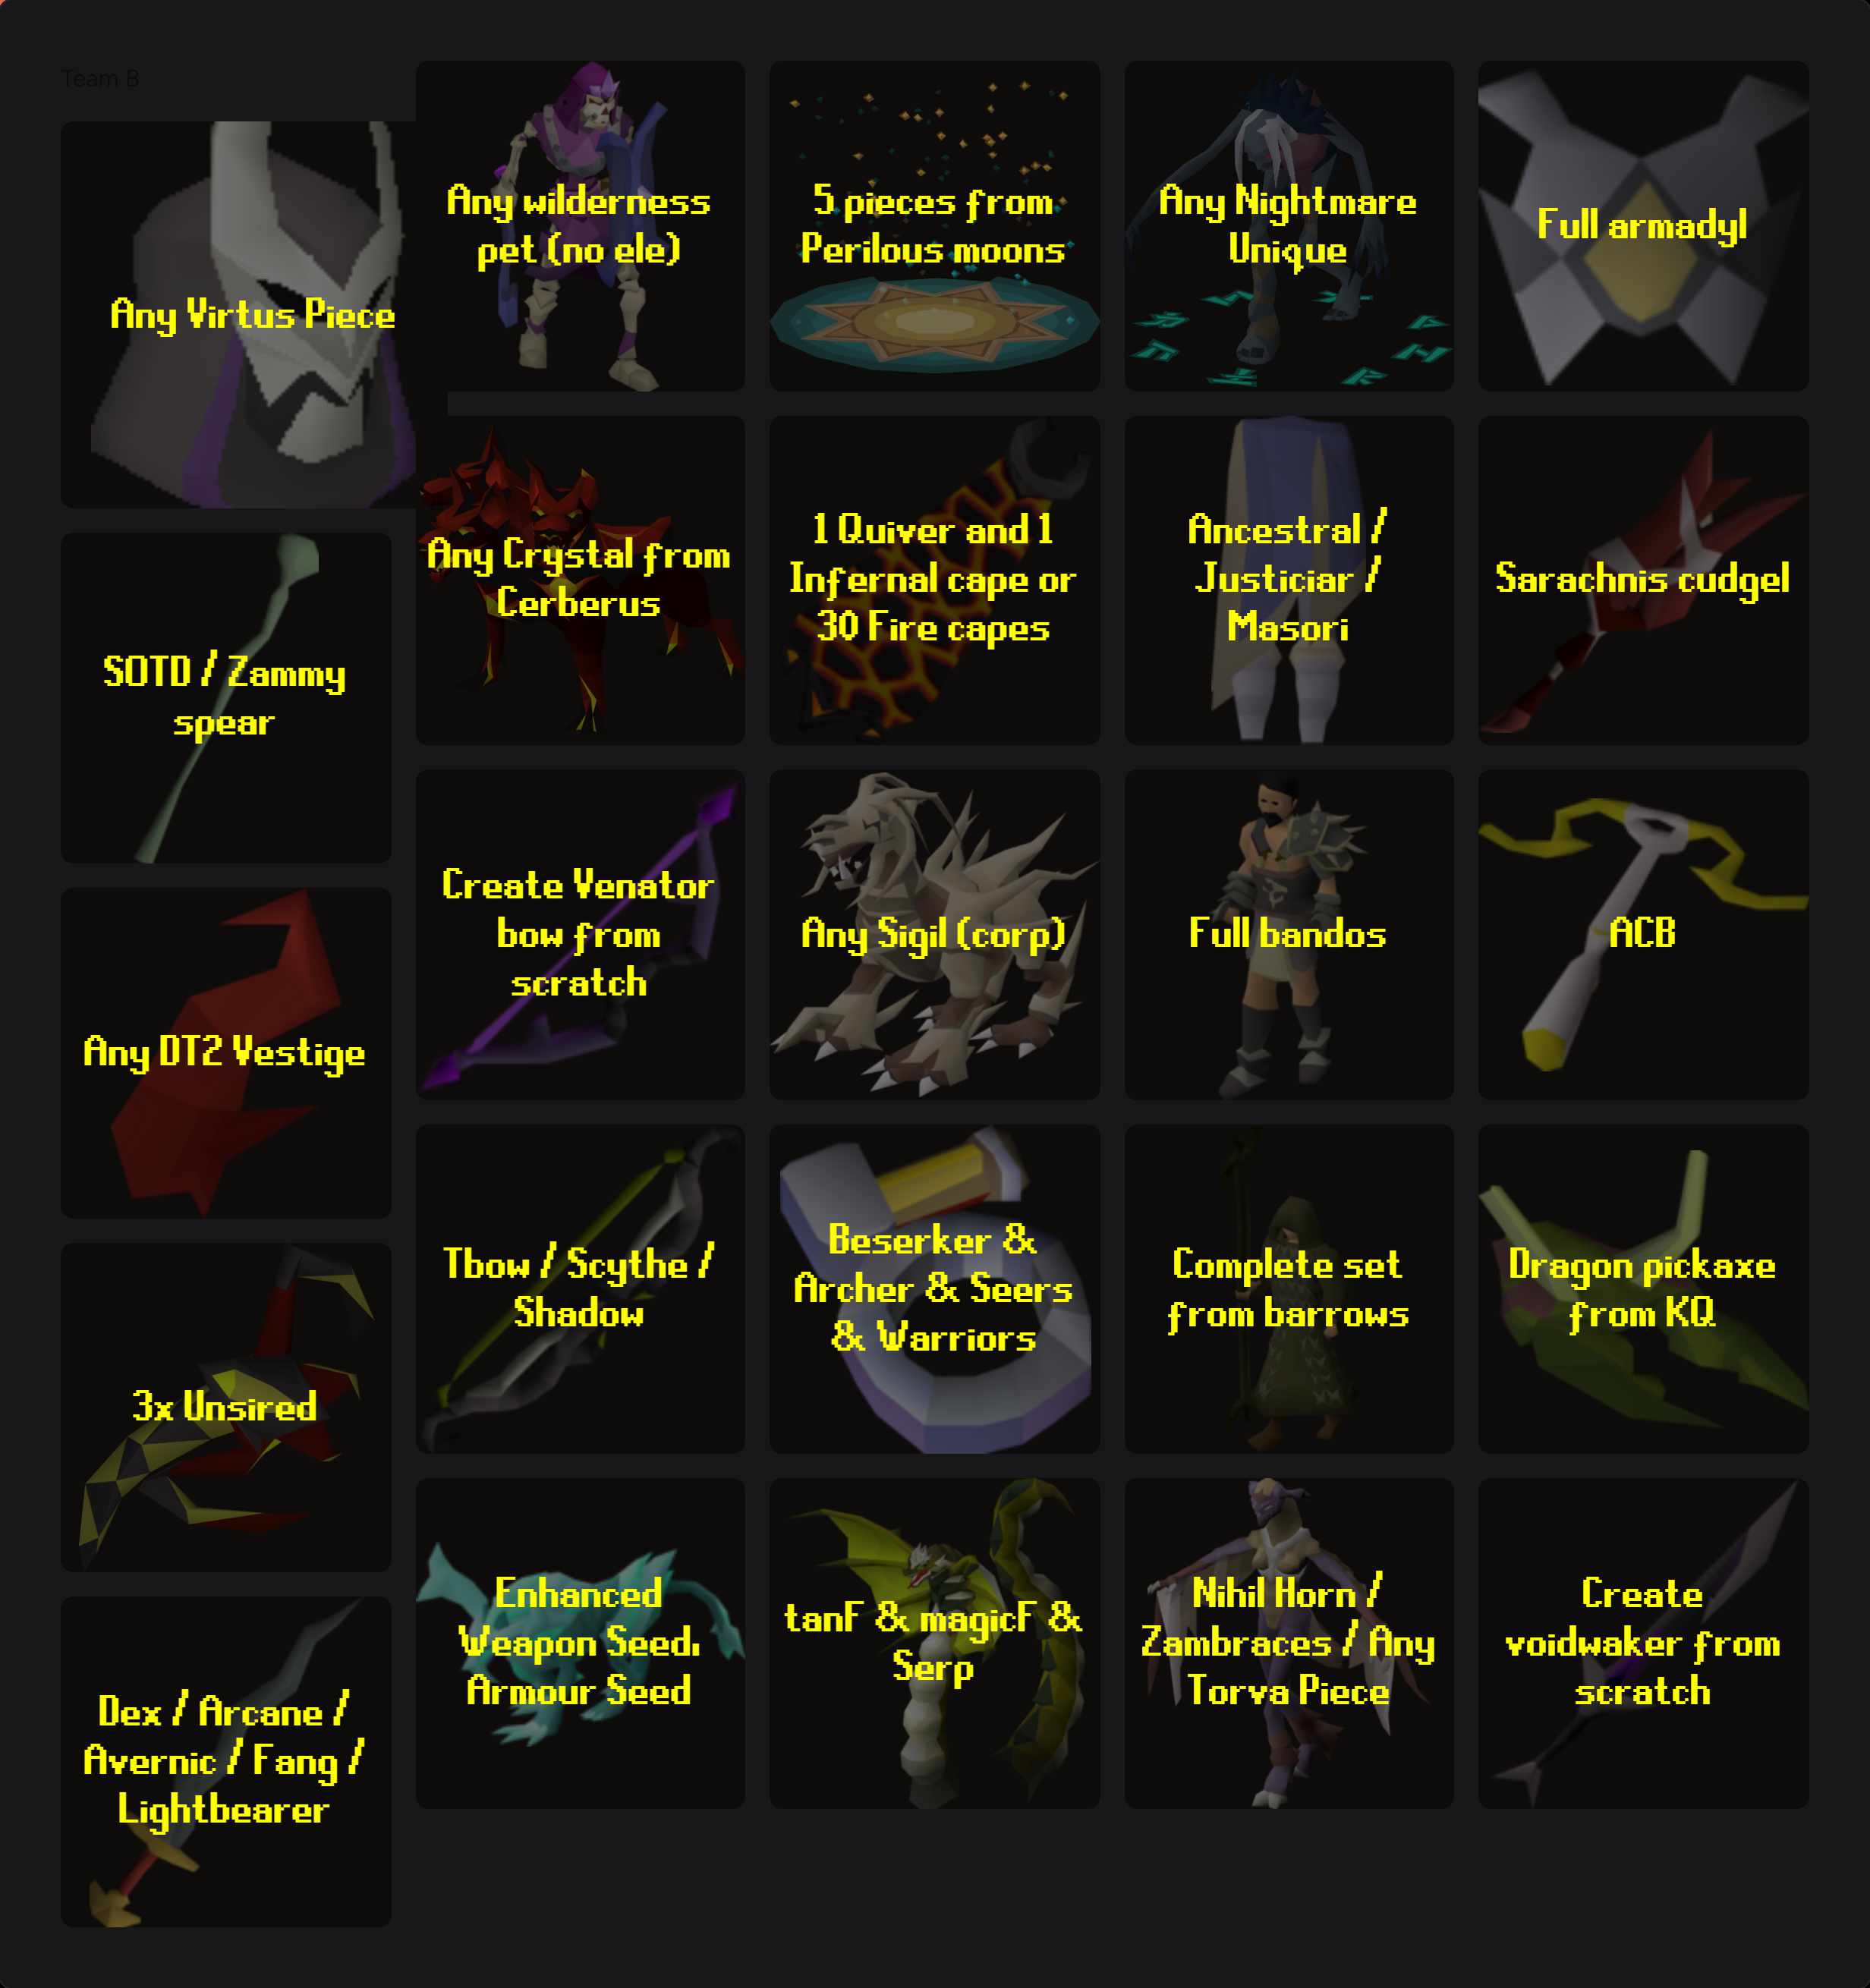 Team B
Any Virtus Piece
Any wilderness
pet (no ele)
5 pieces from
Perilous moons
Any Nightmare
Unique
Full armadyl
SOTD / Zammy
spear
Any Crystal from
Cerberus
1 Quiver and 1
Infernal cape or
30 Fire capes
Ancestral /
Justiciar /
Masori
Sarachnis cudgel
Any DT2 Vestige
Create Venator
bow from
scratch
Any Sigil (corp)
Full bandos
ACB
3x Unsired
Tbow / Scythe /
Shadow
Beserker &
Archer & Seers
& Warriors
Complete set
from barrows
Dragon pickaxe
from KQ
Dex / Arcane /
Avernic / Fang /
Lightbearer
Enhanced
Weapon Seed,
Armour Seed
tanF & magicF &
Serp
Nihil Horn /
Zambraces / Any
Torva Piece
Create
voidwaker from
scratch